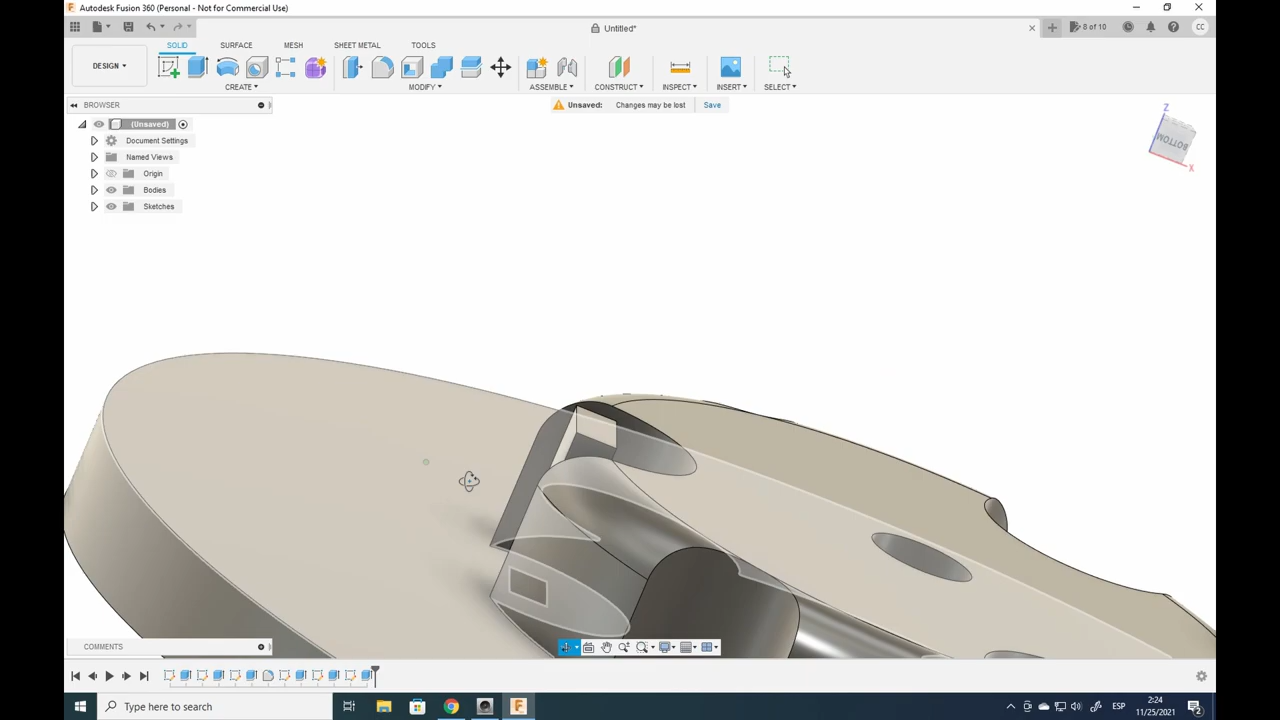 Autodesk Fusion 360 (Personal - Not for Commercial Use)
Untitled*
8 of 10
CC
SOLID
SURFACE
MESH
SHEET METAL
TOOLS
DESIGN
CREATE
MODIFY
ASSEMBLE
CONSTRUCT
INSPECT
INSERT
SELECT
BROWSER
Unsaved: Changes may be lost Save
(Unsaved)
Document Settings
Named Views
Origin
Bodies
Sketches
Z
BOTTOM
X
COMMENTS
Type here to search
ESP
2:24
11/25/2021
2